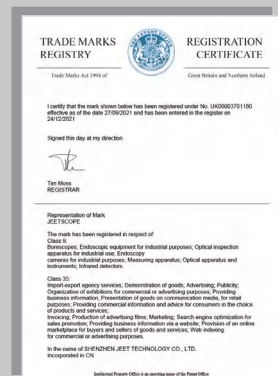 TRADE MARKS
REGISTRY
REGISTRATION
CERTIFICATE
Trade Marks Act 1994 of
Great Britain and Northern Ireland
I certify that the mark shown below has been registered under No. UK00003701180
effective as of the date 27/09/2021 and has been entered in the register on
24/12/2021
Signed this day at my direction
Tim Moss
REGISTRAR
Representation of Mark
JEETSCOPE
The mark has been registered in respect of:
Class 9:
Borescopes; Endoscopic equipment for industrial purposes; Optical inspection
apparatus for industrial use, Endoscopy
cameras for industrial purposes; Measuring apparatus; Optical apparatus and
instruments; Infrared detectors.
Class 35:
Import-export agency services; Demonstration of goods; Advertising; Publicity;
Organization of exhibitions for commercial or advertising purposes; Providing
business information; Presentation of goods on communication media, for retail
purposes; Providing commercial information and advice for consumers in the choice
of products and services;
Invoicing; Production of advertising films; Marketing; Search engine optimization for
sales promotion; Providing business information via a website; Provision of an online
marketplace for buyers and sellers of goods and services; Web indexing
for commercial or advertising purposes.
In the name of SHENZHEN JEET TECHNOLOGY CO., LTD.
Incorporated in CN
Intellectual Property Office is an operating name of the Patent Office